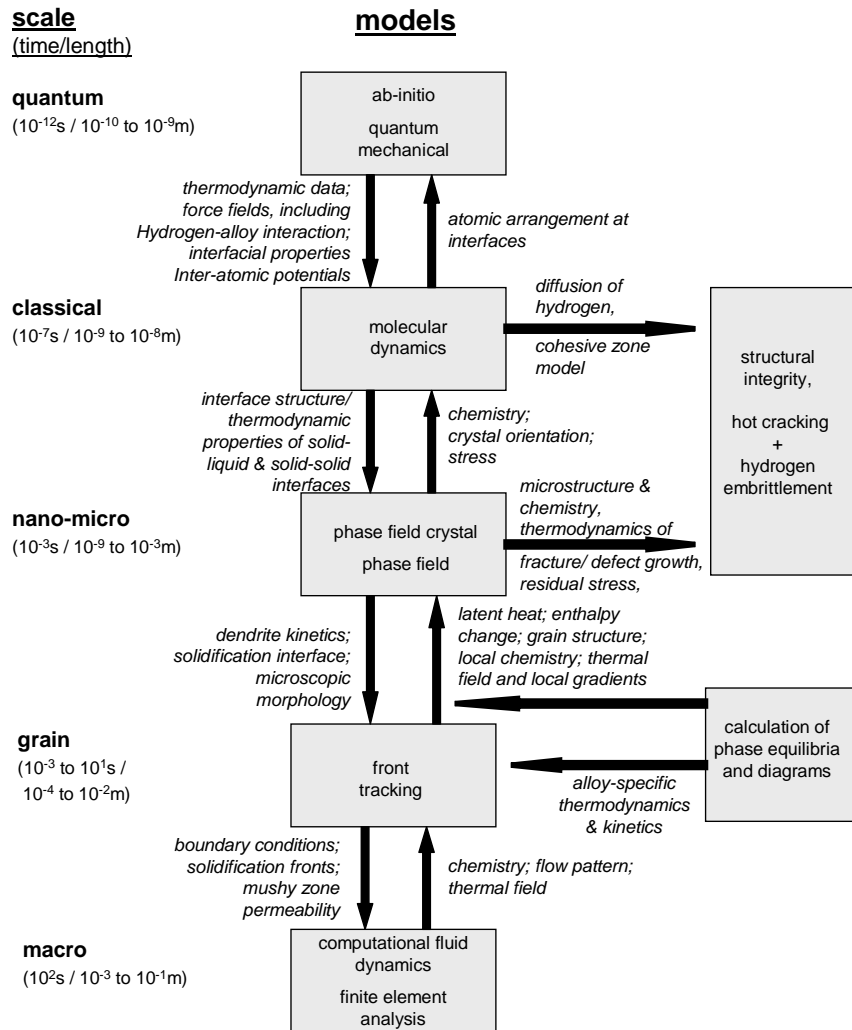 scale
(time/length)
models
quantum
(10⁻¹²s / 10⁻¹⁰ to 10⁻⁹m)
ab-initio
quantum
mechanical
thermodynamic data;
force fields, including
Hydrogen-alloy interaction;
interfacial properties
Inter-atomic potentials
atomic arrangement at
interfaces
classical
(10⁻⁷s / 10⁻⁹ to 10⁻⁸m)
molecular
dynamics
diffusion of
hydrogen,
cohesive zone
model
structural
integrity,
hot cracking
+
hydrogen
embrittlement
interface structure/
thermodynamic
properties of solid-
liquid & solid-solid
interfaces
chemistry;
crystal orientation;
stress
nano-micro
(10⁻³s / 10⁻⁹ to 10⁻³m)
phase field crystal
phase field
microstructure &
chemistry,
thermodynamics of
fracture/ defect growth,
residual stress,
dendrite kinetics;
solidification interface;
microscopic
morphology
latent heat; enthalpy
change; grain structure;
local chemistry; thermal
field and local gradients
grain
(10⁻³ to 10¹s /
10⁻⁴ to 10⁻²m)
front
tracking
calculation of
phase equilibria
and diagrams
alloy-specific
thermodynamics
& kinetics
boundary conditions;
solidification fronts;
mushy zone
permeability
chemistry; flow pattern;
thermal field
macro
(10²s / 10⁻³ to 10⁻¹m)
computational fluid
dynamics
finite element
analysis